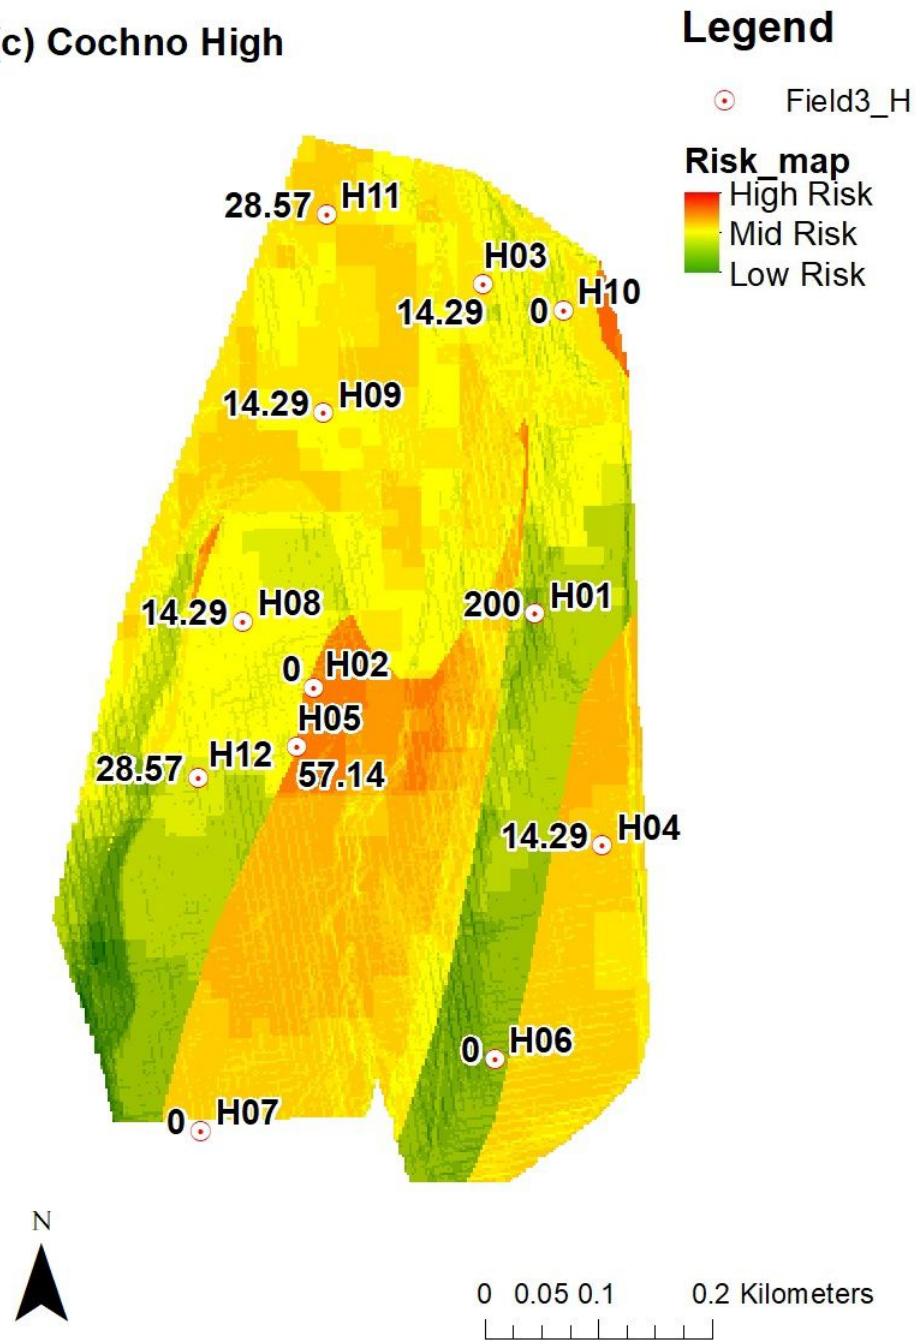 c) Cochno High
Legend
Field3_H
Risk_map
High Risk
Mid Risk
Low Risk
28.57 H11
H03
14.29
0 H10
14.29 H09
14.29 H08
200 H01
0 H02
H05
57.14
28.57 H12
14.29 H04
0 H06
0 H07
N
0 0.05 0.1 0.2 Kilometers